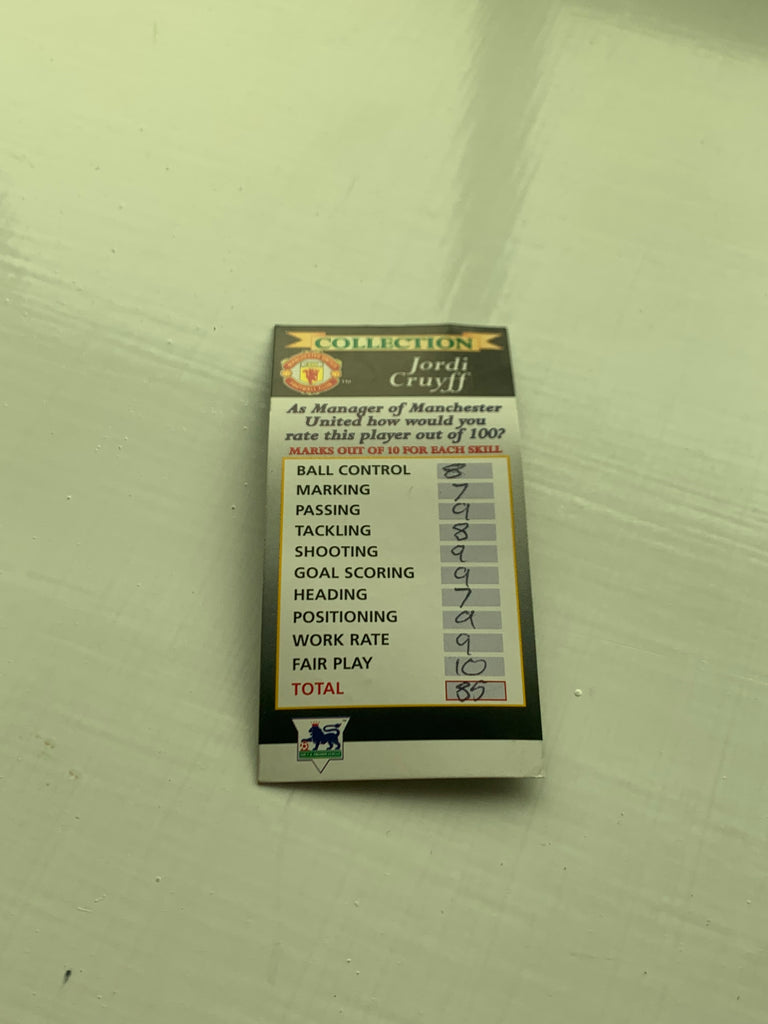 COLLECTION
Jordi
Cruyff
As Manager of Manchester
United how would you
rate this player out of 100?
MARKS OUT OF 10 FOR EACH SKILL
BALL CONTROL 8
MARKING 7
PASSING 9
TACKLING 8
SHOOTING 9
GOAL SCORING 9
HEADING 7
POSITIONING 9
WORK RATE 9
FAIR PLAY 10
TOTAL 85